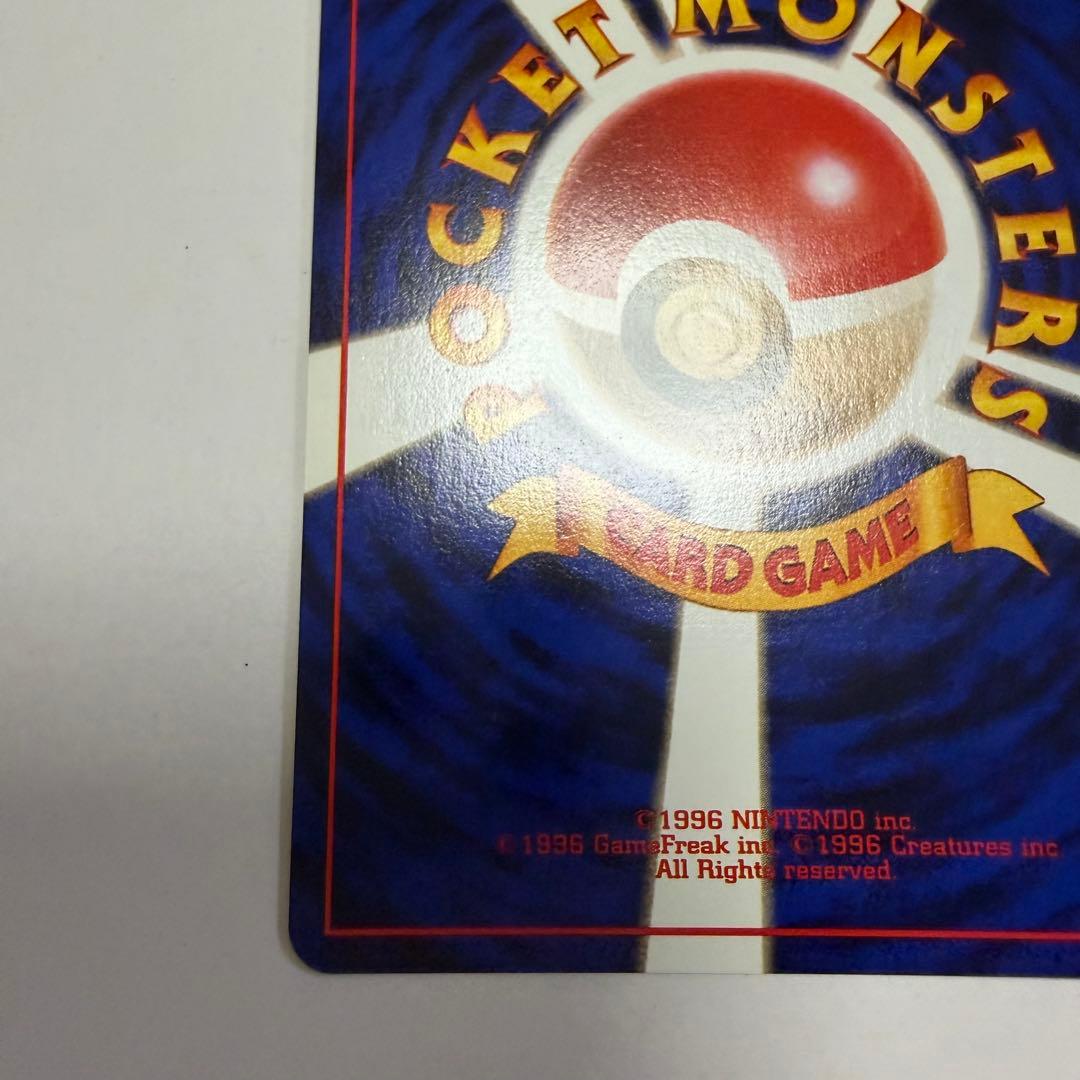 POCKET MONSTERS
CARD GAME
©1996 NINTENDO inc.
©1996 GameFreak inc. ©1996 Creatures inc
All Rights reserved.